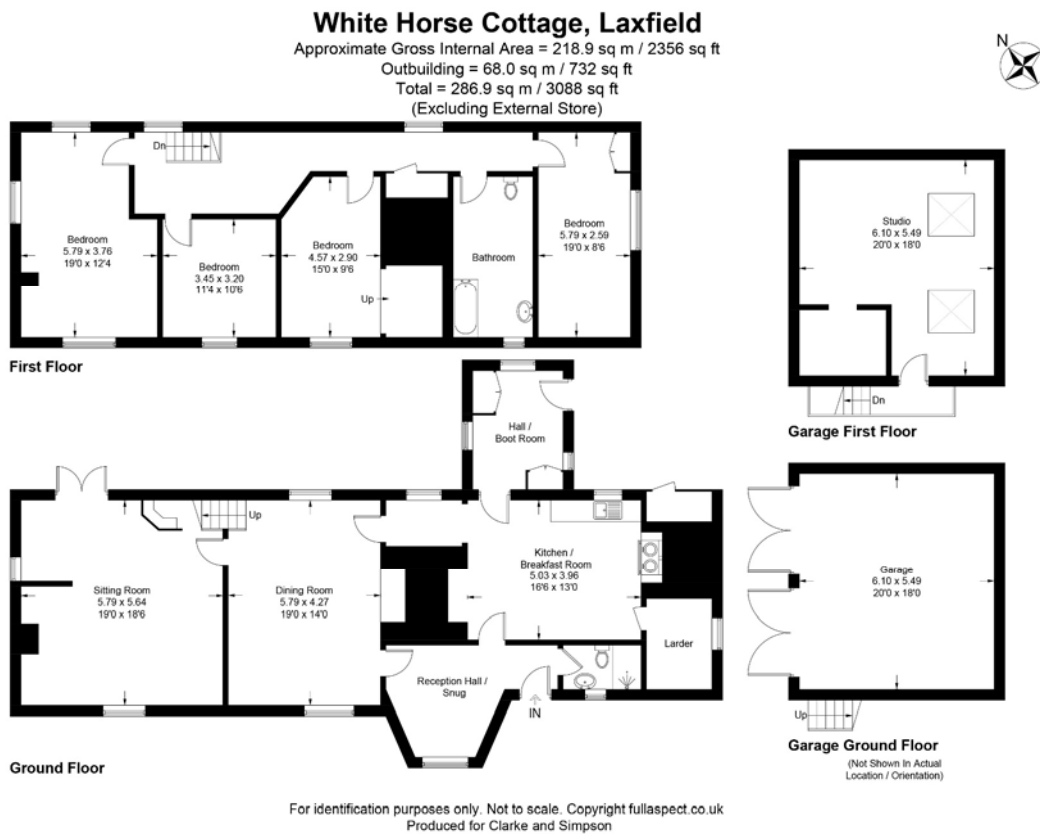 White Horse Cottage, Laxfield
Approximate Gross Internal Area = 218.9 sq m / 2356 sq ft
Outbuilding = 68.0 sq m / 732 sq ft
Total = 286.9 sq m / 3088 sq ft
(Excluding External Store)
N
Dn
Bedroom
5.79 x 3.76
19'0 x 12'4
Bedroom
3.45 x 3.20
11'4 x 10'6
Bedroom
4.57 x 2.90
15'0 x 9'6
Up
Bathroom
Bedroom
5.79 x 2.59
19'0 x 8'6
First Floor
Studio
6.10 x 5.49
20'0 x 18'0
Dn
Garage First Floor
Hall /
Boot Room
Up
Sitting Room
5.79 x 5.64
19'0 x 18'6
Dining Room
5.79 x 4.27
19'0 x 14'0
Kitchen /
Breakfast Room
5.03 x 3.96
16'6 x 13'0
Larder
Reception Hall /
Snug
IN
Ground Floor
Garage
6.10 x 5.49
20'0 x 18'0
Up
Garage Ground Floor
(Not Shown In Actual
Location / Orientation)
For identification purposes only. Not to scale. Copyright fullaspect.co.uk
Produced for Clarke and Simpson